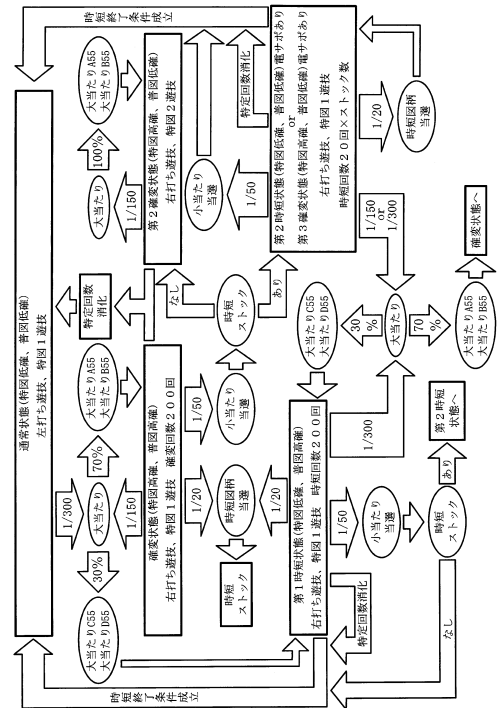 通常状態(特図低確、普図低確)
左打ち遊技、特図1遊技
時短終了条件成立
1/300
大当たり
30%
大当たりC55
大当たりD55
70%
大当たりA55
大当たりB55
1/150
特定回数
消化
大当たり
100%
大当たりA55
大当たりB55
1/150
時短終了条件成立
確変状態(特図高確、普図高確)
右打ち遊技、特図1遊技 確変回数200回
第2確変状態(特図高確、普図低確)
右打ち遊技、特図2遊技
1/20
時短図柄
当選
時短
ストック
1/20
1/50
小当たり
当選
時短
ストック
なし
あり
1/50
小当たり
当選
特定回数消化
第1時短状態(特図低確、普図高確)
右打ち遊技、特図1遊技 時短回数200回
第2時短状態(特図低確、普図低確)電サポあり
or
第3確変状態(特図高確、普図低確)電サポあり
右打ち遊技、特図1遊技
時短回数20回×ストック数
特定回数消化
1/50
小当たり
当選
時短
ストック
なし
あり
第2時短
状態へ
1/300
大当たり
30
%
大当たりC55
大当たりD55
70
%
大当たりA55
大当たりB55
確変状態へ
1/150
or
1/300
1/20
時短図柄
当選